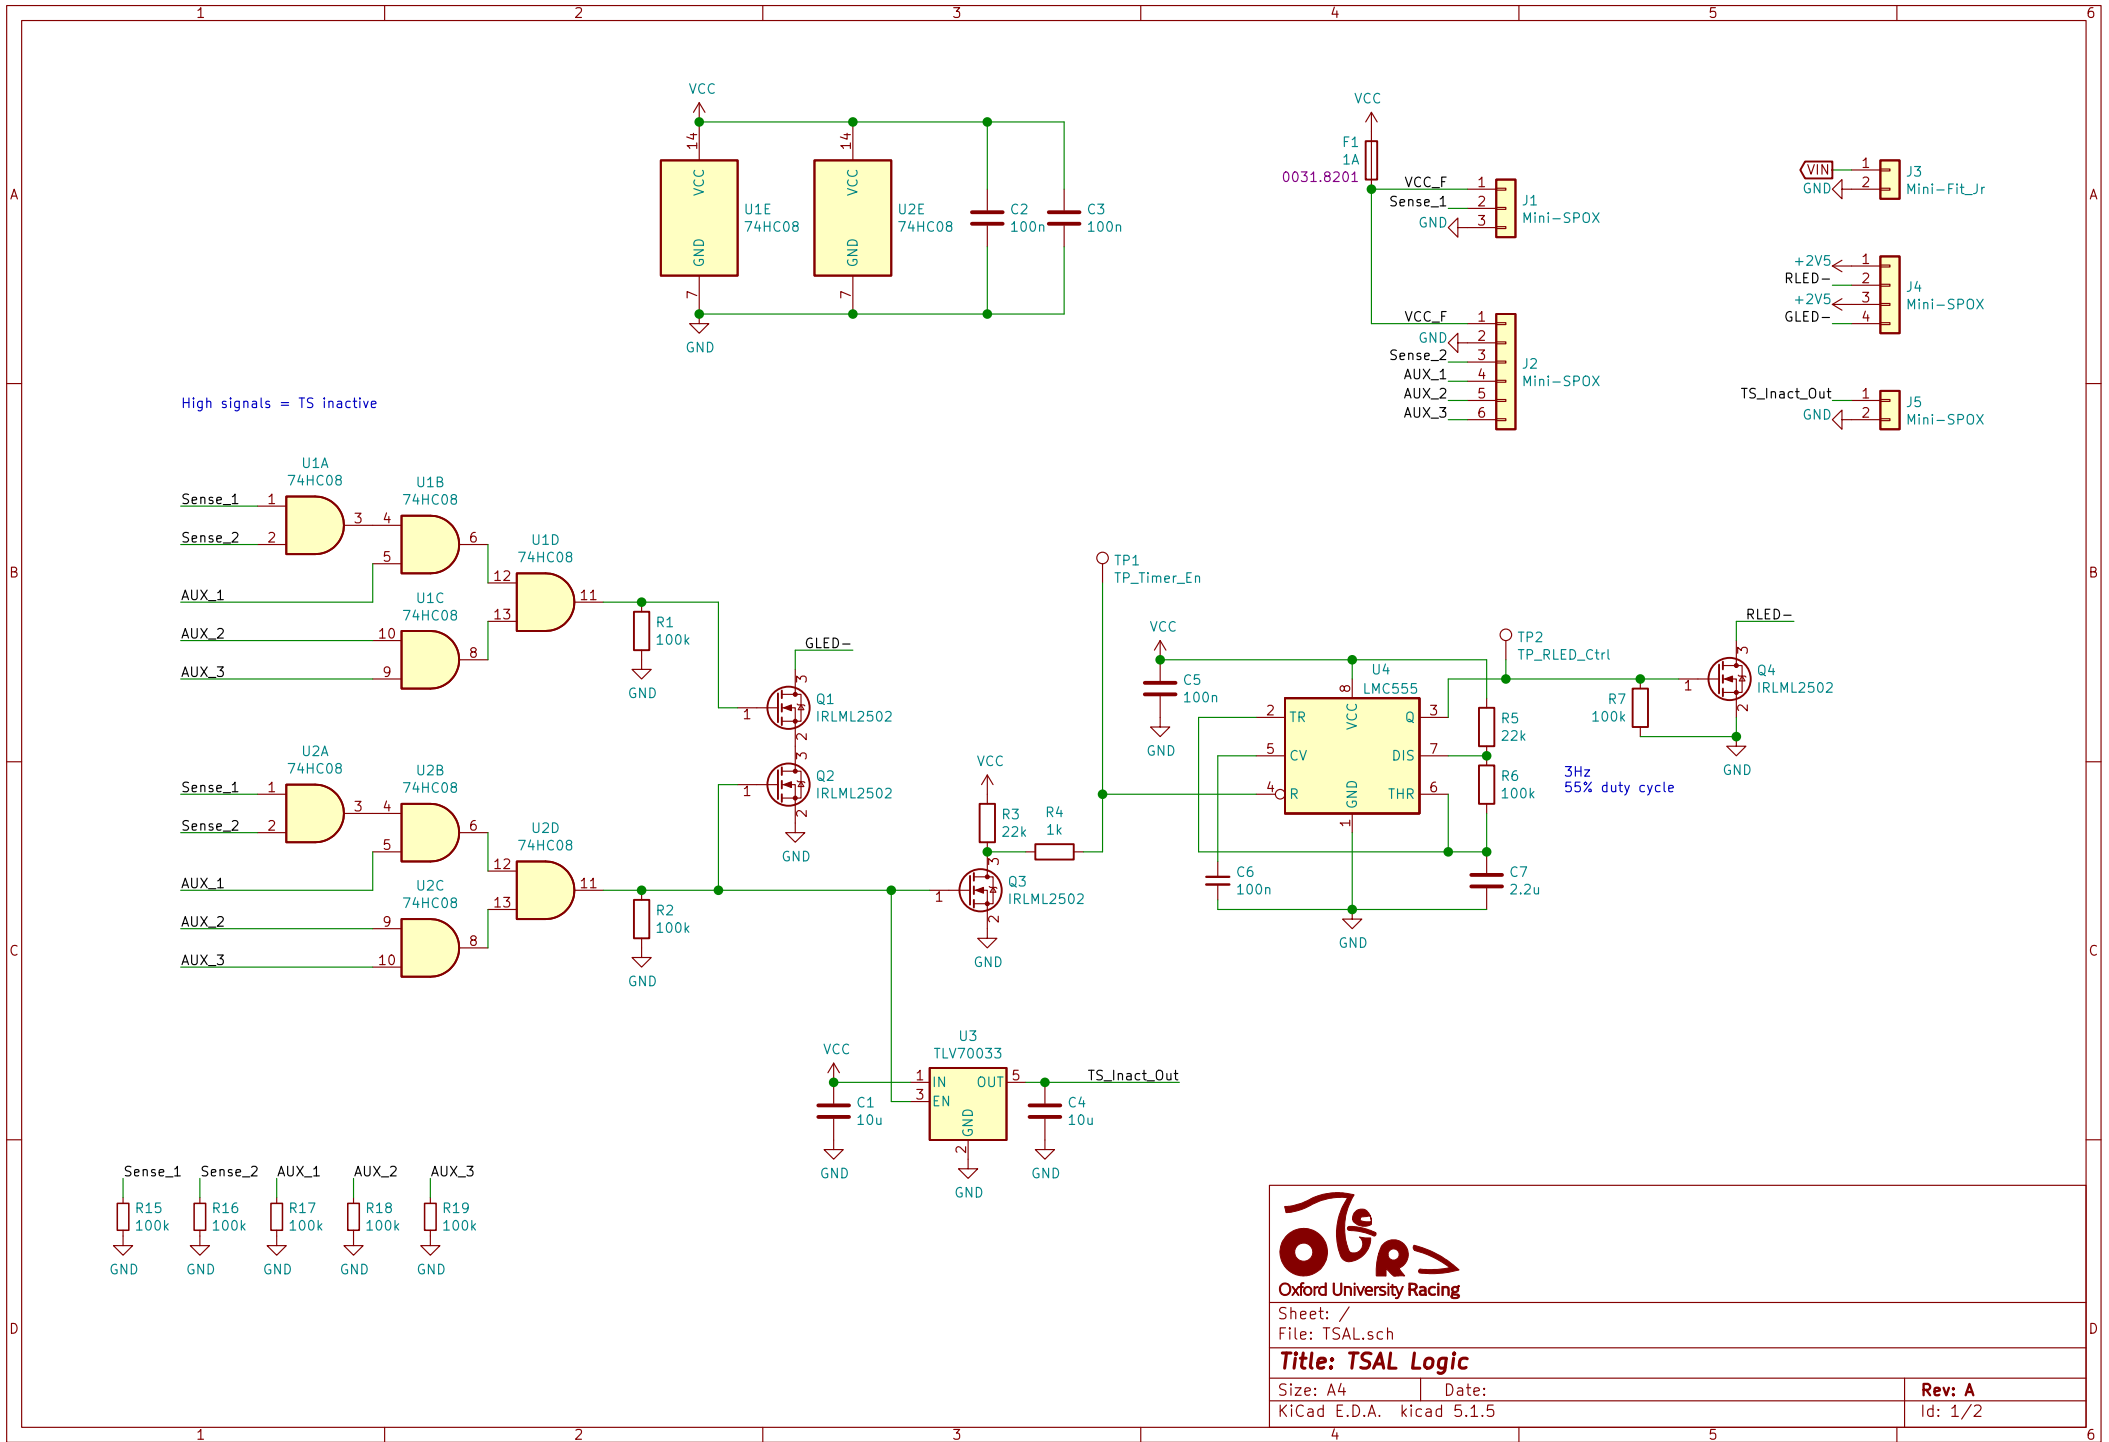 1 2 3 4 5 6
A
B
C
D
A
B
C
D
1 2 3 4 5 6
VCC
14
VCC
GND
7
U1E
74HC08
14
VCC
GND
7
U2E
74HC08
C2
100n
C3
100n
GND
VCC
F1
1A
0031.8201
VCC_F 1
Sense_1 2
GND 3
J1
Mini-SPOX
VCC_F 1
GND 2
Sense_2 3
AUX_1 4
AUX_2 5
AUX_3 6
J2
Mini-SPOX
VIN 1
GND 2
J3
Mini-Fit_Jr
+2V5 1
RLED- 2
+2V5 3
GLED- 4
J4
Mini-SPOX
TS_Inact_Out 1
GND 2
J5
Mini-SPOX
High signals = TS inactive
U1A
74HC08
Sense_1 1
Sense_2 2
3
U1B
74HC08
4
5
6
AUX_1
U1C
74HC08
AUX_2 10
AUX_3 9
8
U1D
74HC08
12
13
11
R1
100k
GND
GLED-
3
1
2
Q1
IRLML2502
3
1
2
Q2
IRLML2502
GND
U2A
74HC08
Sense_1 1
Sense_2 2
3
U2B
74HC08
4
5
6
AUX_1
U2C
74HC08
AUX_2 9
AUX_3 10
8
U2D
74HC08
12
13
11
R2
100k
GND
VCC
R3
22k
R4
1k
3
1
2
Q3
IRLML2502
GND
TP1
TP_Timer_En
VCC
C5
100n
GND
U4
LMC555
8
VCC
2 TR
5 CV
4 R
Q 3
DIS 7
THR 6
GND
1
R5
22k
R6
100k
C6
100n
C7
2.2u
GND
TP2
TP_RLED_Ctrl
3Hz
55% duty cycle
R7
100k
RLED-
3
1
2
Q4
IRLML2502
GND
U3
TLV70033
VCC
C1
10u
GND
1 IN
3 EN
OUT 5
GND
2
GND
TS_Inact_Out
C4
10u
GND
Sense_1 Sense_2 AUX_1 AUX_2 AUX_3
R15 R16 R17 R18 R19
100k 100k 100k 100k 100k
GND GND GND GND GND
OUR
Oxford University Racing
Sheet: /
File: TSAL.sch
Title: TSAL Logic
Size: A4 Date: Rev: A
KiCad E.D.A. kicad 5.1.5 Id: 1/2